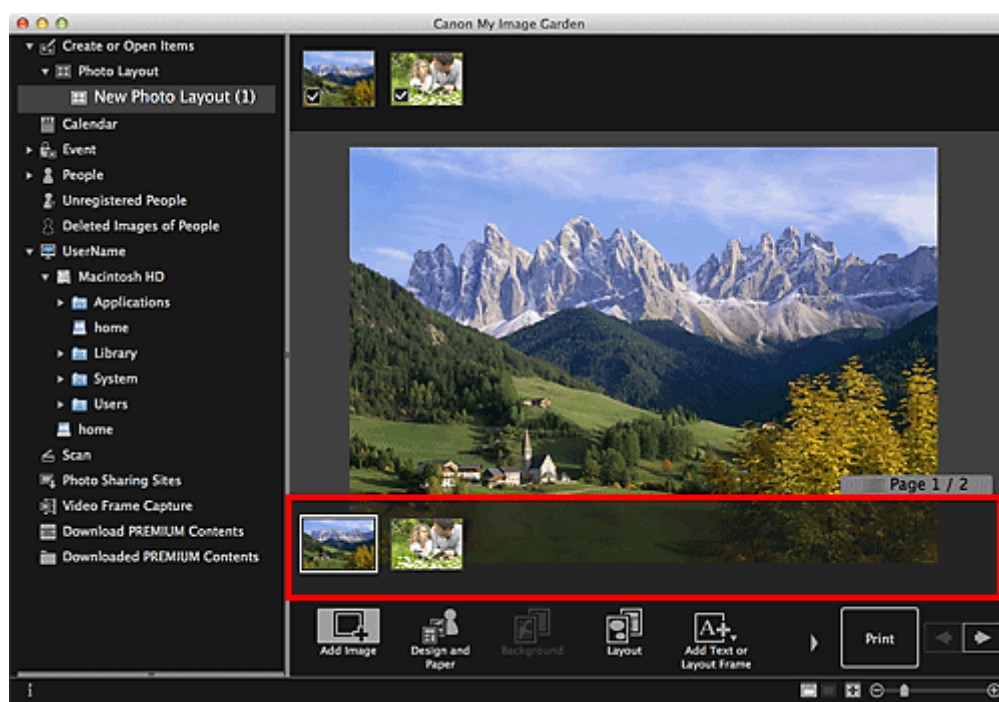 Canon My Image Garden
Create or Open Items
Photo Layout
New Photo Layout (1)
Calendar
Event
People
Unregistered People
Deleted Images of People
UserName
Macintosh HD
Applications
home
Library
System
Users
home
Scan
Photo Sharing Sites
Video Frame Capture
Download PREMIUM Contents
Downloaded PREMIUM Contents
Page 1 / 2
Add Image
Design and
Paper
Background
Layout
A
Add Text or
Layout Frame
Print
i